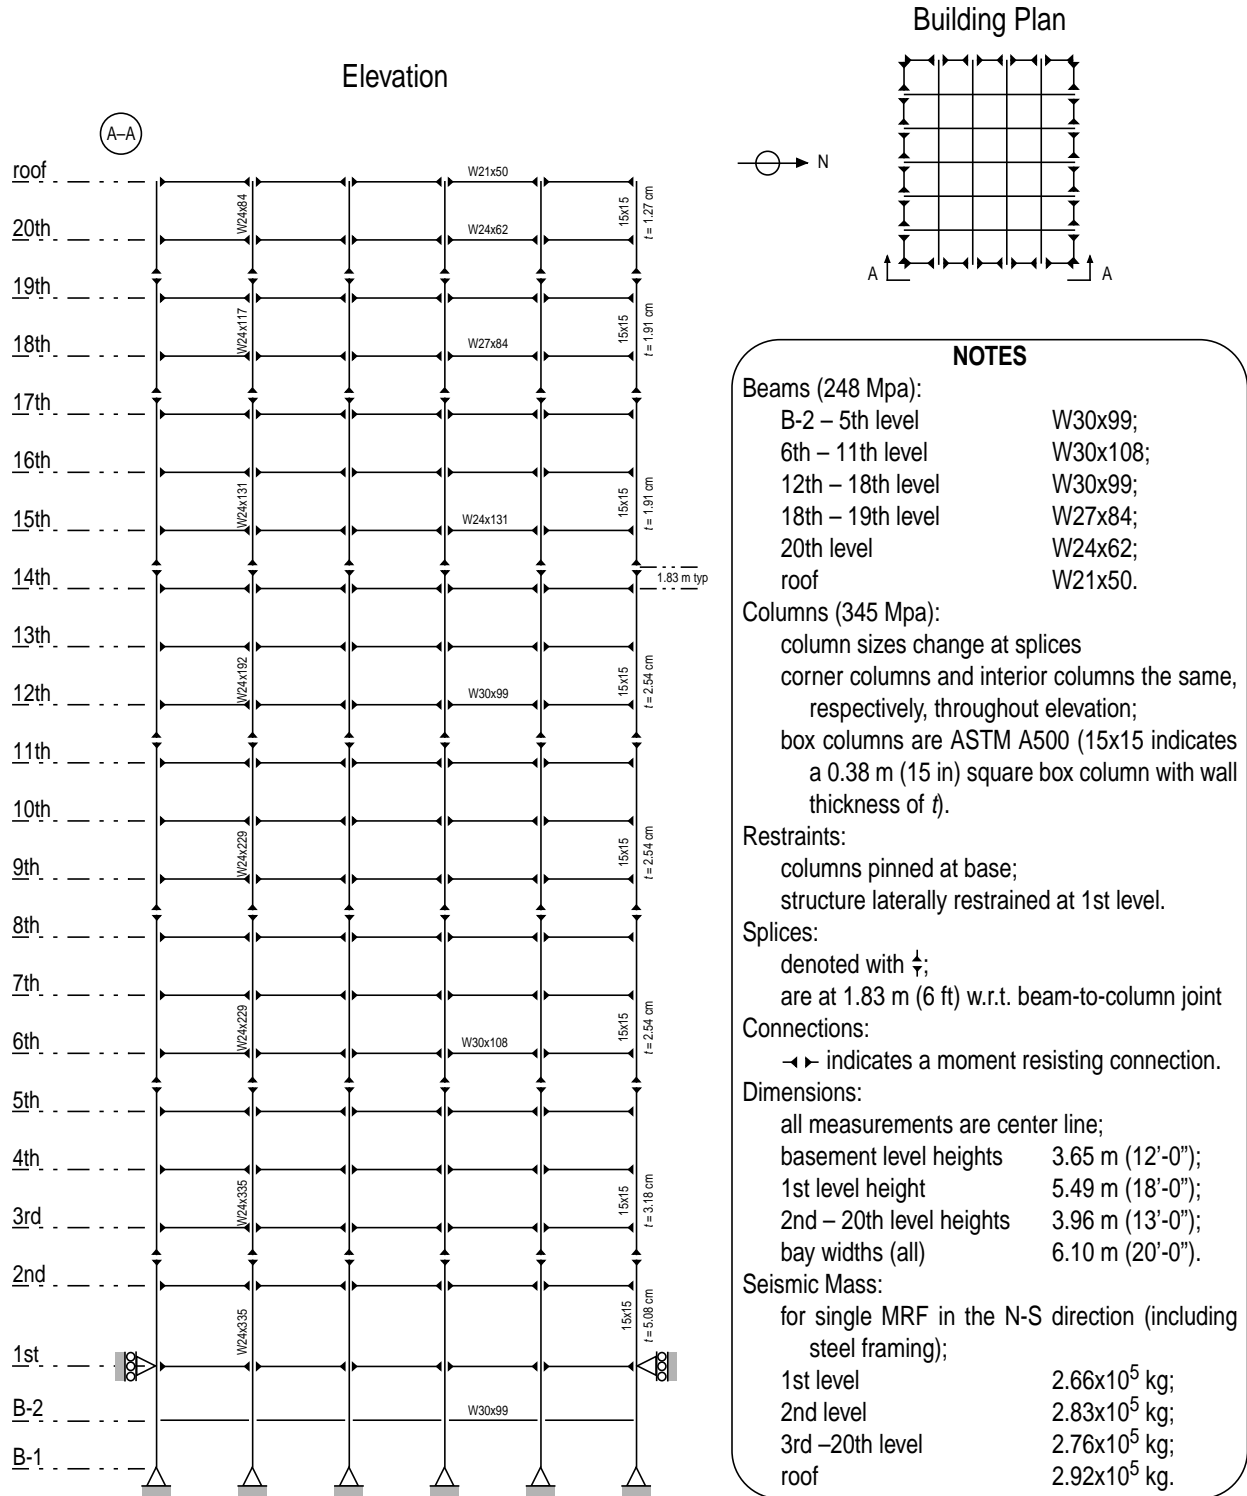 Building Plan
Elevation
A–A
N
A
A
roof
20th
19th
18th
17th
16th
15th
14th
13th
12th
11th
10th
9th
8th
7th
6th
5th
4th
3rd
2nd
1st
B-2
B-1
W21x50
W24x84
15x15
t = 1.27 cm
W24x62
W24x117
15x15
t = 1.91 cm
W27x84
W24x131
15x15
t = 1.91 cm
W24x131
1.83 m typ
W24x192
15x15
t = 2.54 cm
W30x99
W24x229
15x15
t = 2.54 cm
W24x229
15x15
t = 2.54 cm
W30x108
W24x335
15x15
t = 3.18 cm
W24x335
15x15
t = 5.08 cm
W30x99
NOTES
Beams (248 Mpa):
B-2 – 5th level W30x99;
6th – 11th level W30x108;
12th – 18th level W30x99;
18th – 19th level W27x84;
20th level W24x62;
roof W21x50.
Columns (345 Mpa):
column sizes change at splices
corner columns and interior columns the same,
respectively, throughout elevation;
box columns are ASTM A500 (15x15 indicates
a 0.38 m (15 in) square box column with wall
thickness of t).
Restraints:
columns pinned at base;
structure laterally restrained at 1st level.
Splices:
denoted with ;
are at 1.83 m (6 ft) w.r.t. beam-to-column joint
Connections:
indicates a moment resisting connection.
Dimensions:
all measurements are center line;
basement level heights 3.65 m (12'-0");
1st level height 5.49 m (18'-0");
2nd – 20th level heights 3.96 m (13'-0");
bay widths (all) 6.10 m (20'-0").
Seismic Mass:
for single MRF in the N-S direction (including
steel framing);
1st level 2.66x10⁵ kg;
2nd level 2.83x10⁵ kg;
3rd –20th level 2.76x10⁵ kg;
roof 2.92x10⁵ kg.